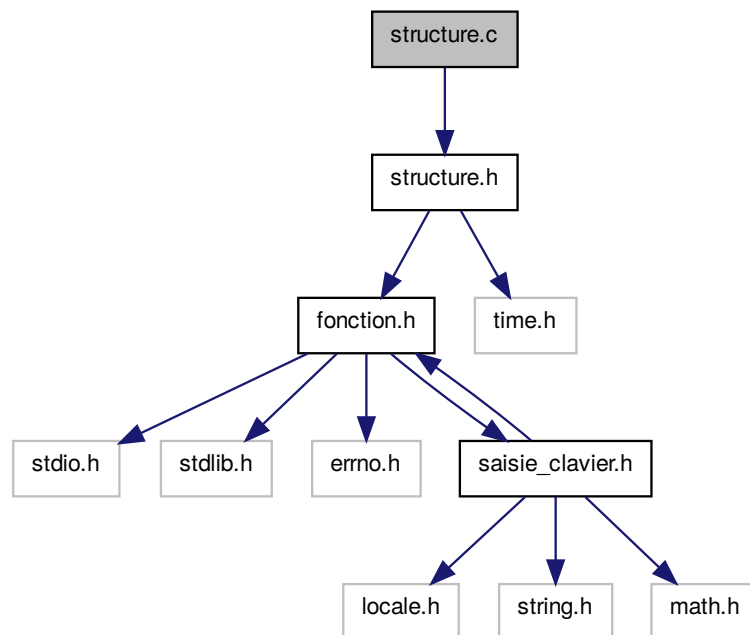 structure.c
structure.h
fonction.h
time.h
stdio.h
stdlib.h
errno.h
saisie_clavier.h
locale.h
string.h
math.h